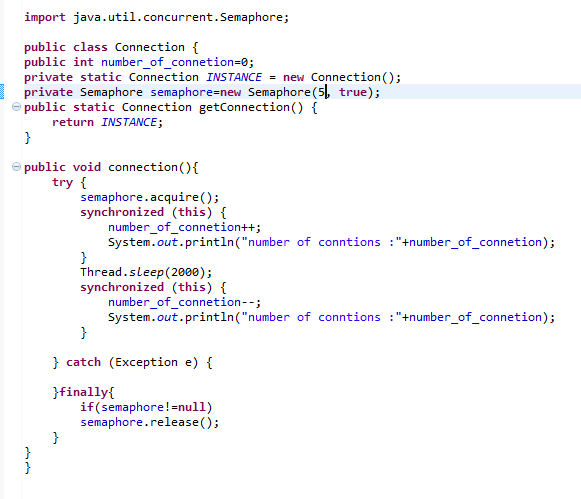 import java.util.concurrent.Semaphore;
public class Connection {
public int number_of_connetion=0;
private static Connection INSTANCE = new Connection();
private Semaphore semaphore=new Semaphore(5, true);
public static Connection getConnection() {
return INSTANCE;
}
public void connection(){
try {
semaphore.acquire();
synchronized (this) {
number_of_connetion++;
System.out.println("number of conntions :"+number_of_connetion);
}
Thread.sleep(2000);
synchronized (this) {
number_of_connetion--;
System.out.println("number of conntions :"+number_of_connetion);
}
} catch (Exception e) {
}finally{
if(semaphore!=null)
semaphore.release();
}
}
}